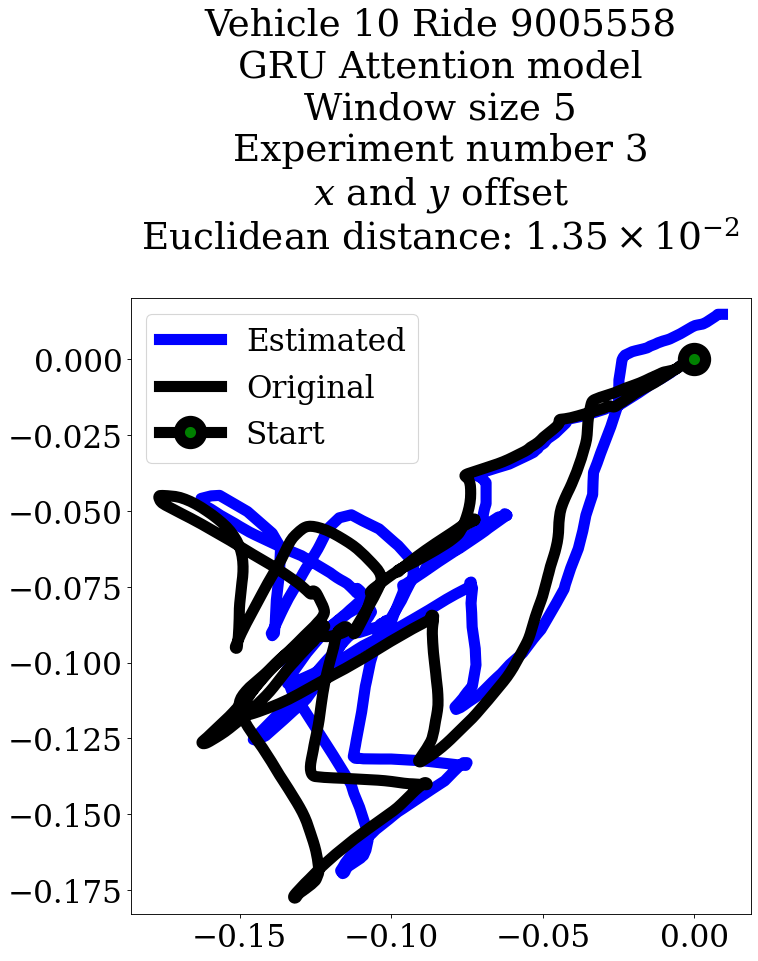 Vehicle 10 Ride 9005558
GRU Attention model
Window size 5
Experiment number 3
x and y offset
Euclidean distance: 1.35 × 10⁻²
Estimated
Original
Start
0.000
−0.025
−0.050
−0.075
−0.100
−0.125
−0.150
−0.175
−0.15 −0.10 −0.05 0.00